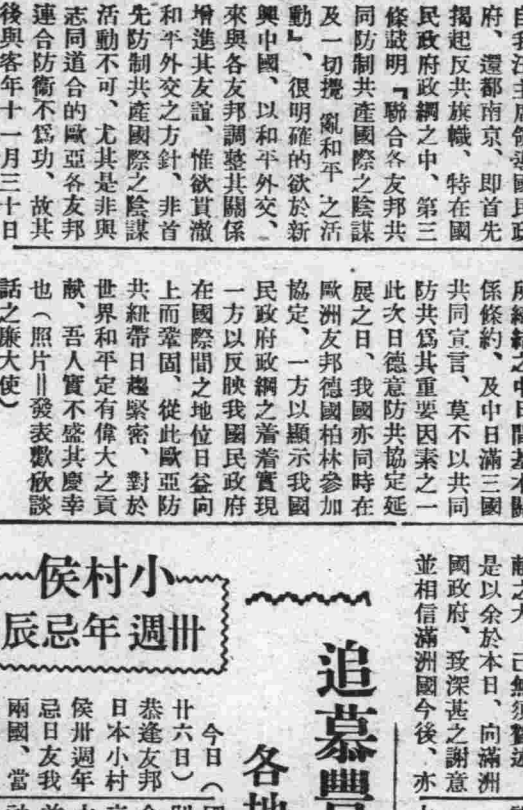 府、還都南京、即首先
揭起反共旗幟、特在國
民政府政綱之中、第三
條說明『聯合各友邦共
同防制共產國際之陰謀
及一切擾亂和平之活
動』、很明確的欲於新
興中國、以和平外交、
來與各友邦調整其關係
增進其友誼、惟欲貫澈
和平外交之方針、非首
先防制共產國際之陰謀
活動不可、尤其是非與
志同道合的歐亞各友邦
連合防衛不爲功、故其
後與客年十一月三十日
係條約、及中日滿三國
共同宣言、莫不以共同
防共爲其重要因素之一
此次日德意防共協定延
展之日、我國亦同時在
歐洲友邦德國柏林參加
協定、一方以顯示我國
民政府政綱之着着實現
一方以反映我國民政府
在國際間之地位日益向
上而鞏固、從此歐亞防
共紐帶日趨緊密、對於
世界和平定有偉大之貢
献、吾人實不盛其慶幸
也（照片＝發表歡欣談
話之廉大使）
是以余於本日、向滿洲
國政府、致深甚之謝意
並相信滿洲國今後、亦
追慕豊
各地
小村侯
卅週年忌辰
今日（
廿六日）
恭逢友邦
日本小村
侯卅週年
忌日友我
兩國、當